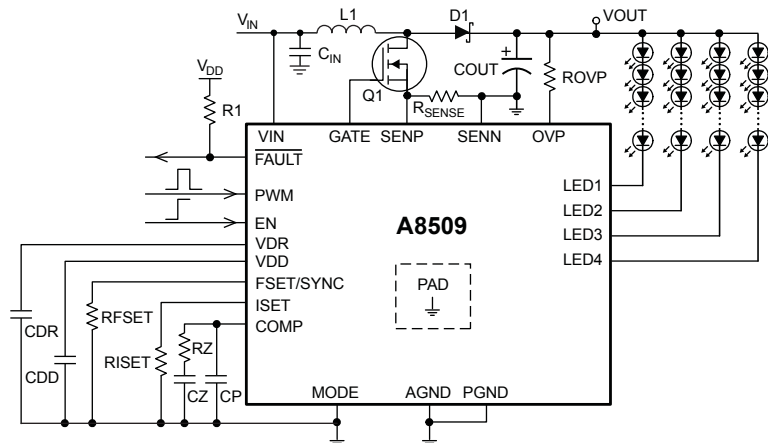 VIN
L1
D1
VOUT
CIN
VDD
Q1
COUT
ROVP
R1
RSENSE
VIN
GATE
SENP
SENN
OVP
FAULT
PWM
EN
VDR
VDD
FSET/SYNC
ISET
COMP
A8509
PAD
LED1
LED2
LED3
LED4
CDR
CDD
RFSET
RISET
RZ
CZ
CP
MODE
AGND
PGND